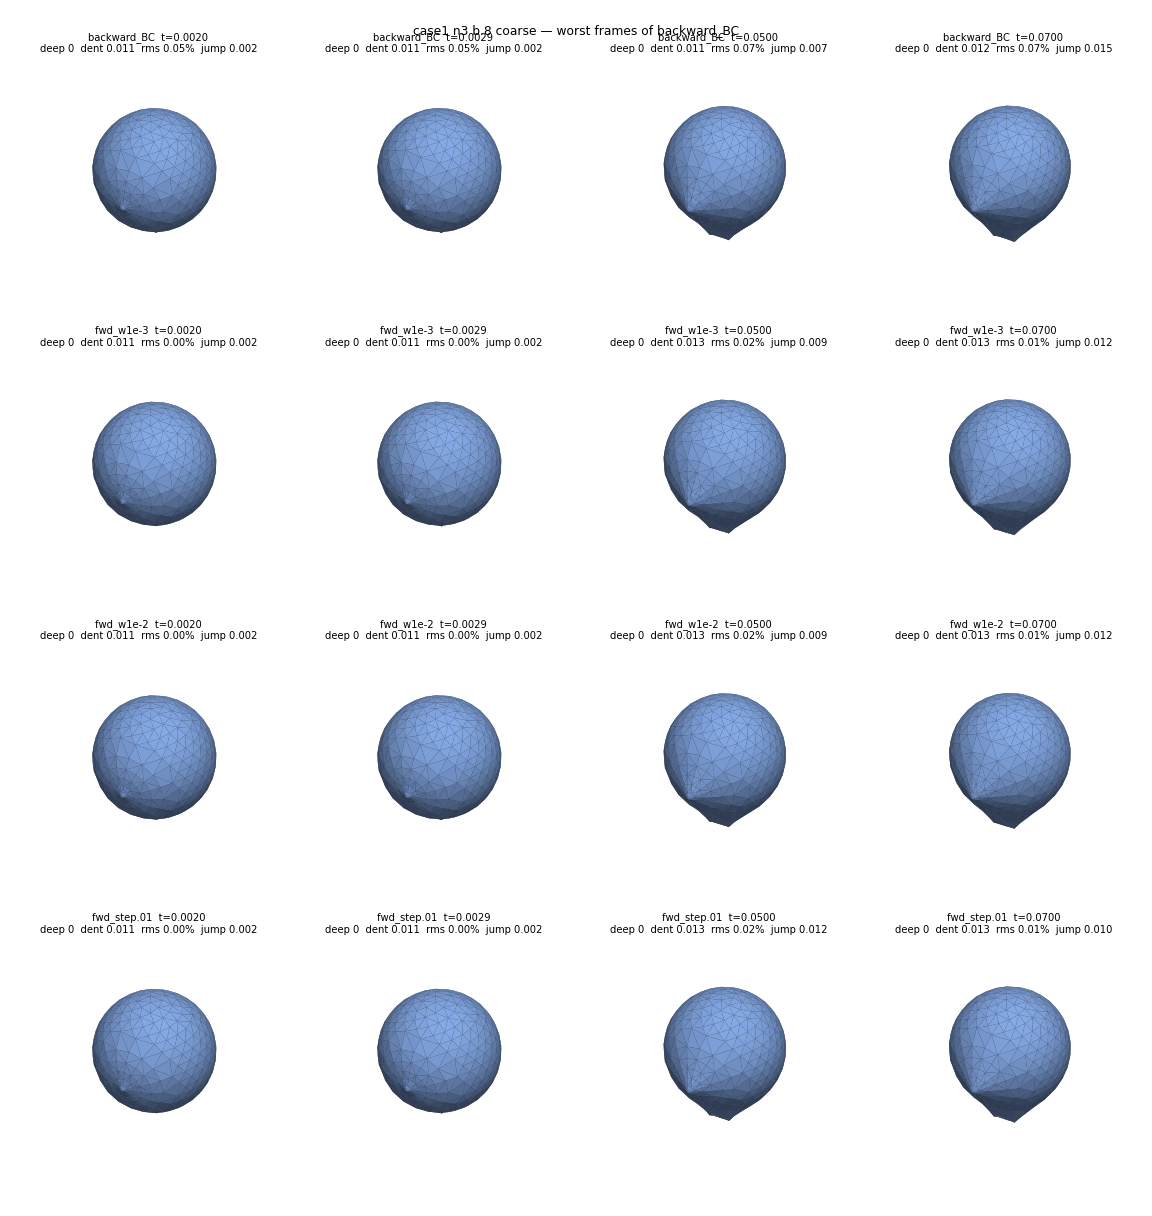 case1 n3 b.8 coarse — worst frames of backward_BC
backward_BC  t=0.0020
deep 0  dent 0.011  rms 0.05%  jump 0.002
backward_BC  t=0.0029
deep 0  dent 0.011  rms 0.05%  jump 0.002
backward_BC  t=0.0500
deep 0  dent 0.011  rms 0.07%  jump 0.007
backward_BC  t=0.0700
deep 0  dent 0.012  rms 0.07%  jump 0.015
fwd_w1e-3  t=0.0020
deep 0  dent 0.011  rms 0.00%  jump 0.002
fwd_w1e-3  t=0.0029
deep 0  dent 0.011  rms 0.00%  jump 0.002
fwd_w1e-3  t=0.0500
deep 0  dent 0.013  rms 0.02%  jump 0.009
fwd_w1e-3  t=0.0700
deep 0  dent 0.013  rms 0.01%  jump 0.012
fwd_w1e-2  t=0.0020
deep 0  dent 0.011  rms 0.00%  jump 0.002
fwd_w1e-2  t=0.0029
deep 0  dent 0.011  rms 0.00%  jump 0.002
fwd_w1e-2  t=0.0500
deep 0  dent 0.013  rms 0.02%  jump 0.009
fwd_w1e-2  t=0.0700
deep 0  dent 0.013  rms 0.01%  jump 0.012
fwd_step.01  t=0.0020
deep 0  dent 0.011  rms 0.00%  jump 0.002
fwd_step.01  t=0.0029
deep 0  dent 0.011  rms 0.00%  jump 0.002
fwd_step.01  t=0.0500
deep 0  dent 0.013  rms 0.02%  jump 0.012
fwd_step.01  t=0.0700
deep 0  dent 0.013  rms 0.01%  jump 0.010